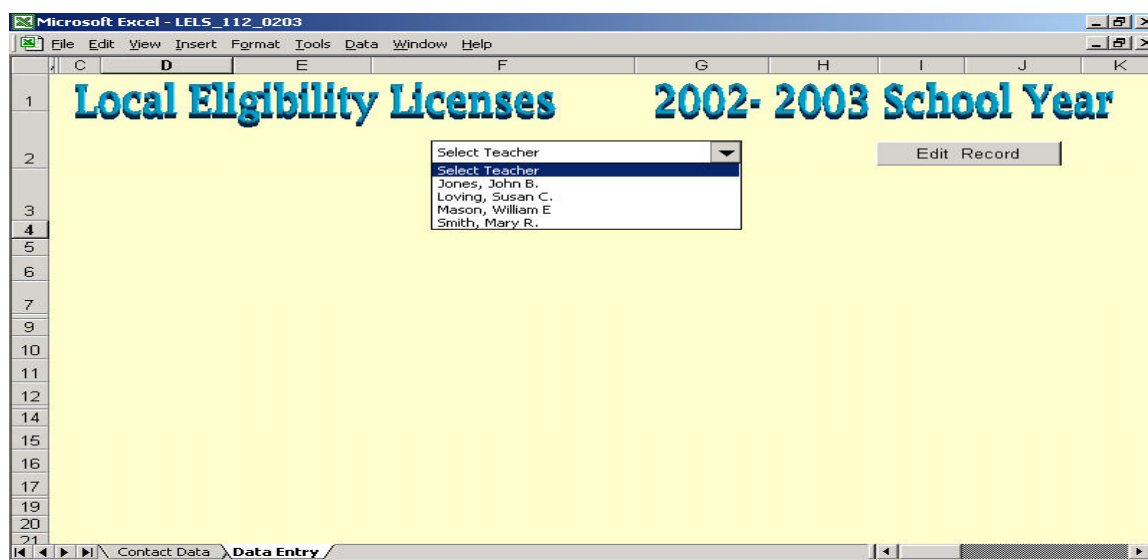 Microsoft Excel - LELS_112_0203
File Edit View Insert Format Tools Data Window Help
C D E F G H I J K
1 Local Eligibility Licenses 2002- 2003 School Year
2 Select Teacher Edit Record
Select Teacher
Jones, John B.
Loving, Susan C.
3 Mason, William E
Smith, Mary R.
4
5
6
7
9
10
11
12
14
15
16
17
19
20
21
Contact Data Data Entry